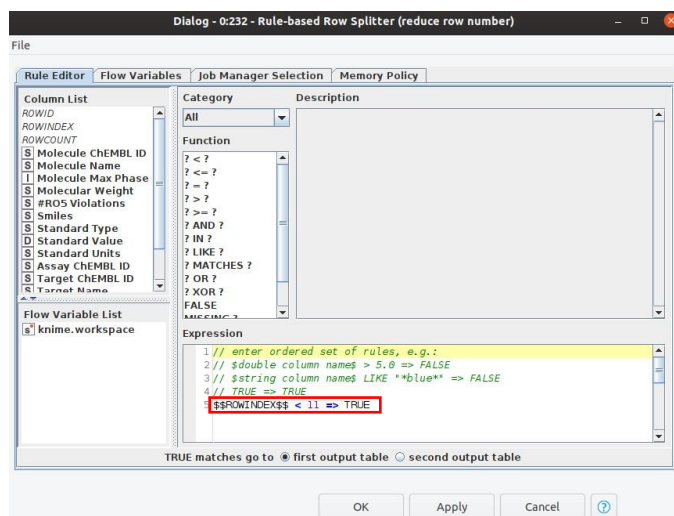 Dialog - 0:232 - Rule-based Row Splitter (reduce row number)
File
Rule Editor Flow Variables Job Manager Selection Memory Policy
Column List
ROWID
ROWINDEX
ROWCOUNT
S Molecule ChEMBL ID
S Molecule Name
I Molecule Max Phase
S Molecular Weight
S #RO5 Violations
S Smiles
S Standard Type
D Standard Value
S Standard Units
S Assay ChEMBL ID
S Target ChEMBL ID
S Target Name
Flow Variable List
s knime.workspace
Category
All
Function
? < ?
? <= ?
? = ?
? > ?
? >= ?
? AND ?
? IN ?
? LIKE ?
? MATCHES ?
? OR ?
? XOR ?
FALSE
MISSING ?
Description
Expression
1 // enter ordered set of rules, e.g.:
2 // $double column name$ > 5.0 => FALSE
3 // $string column name$ LIKE "*blue*" => FALSE
4 // TRUE => TRUE
5 $$ROWINDEX$$ < 11 => TRUE
TRUE matches go to first output table second output table
OK Apply Cancel ?